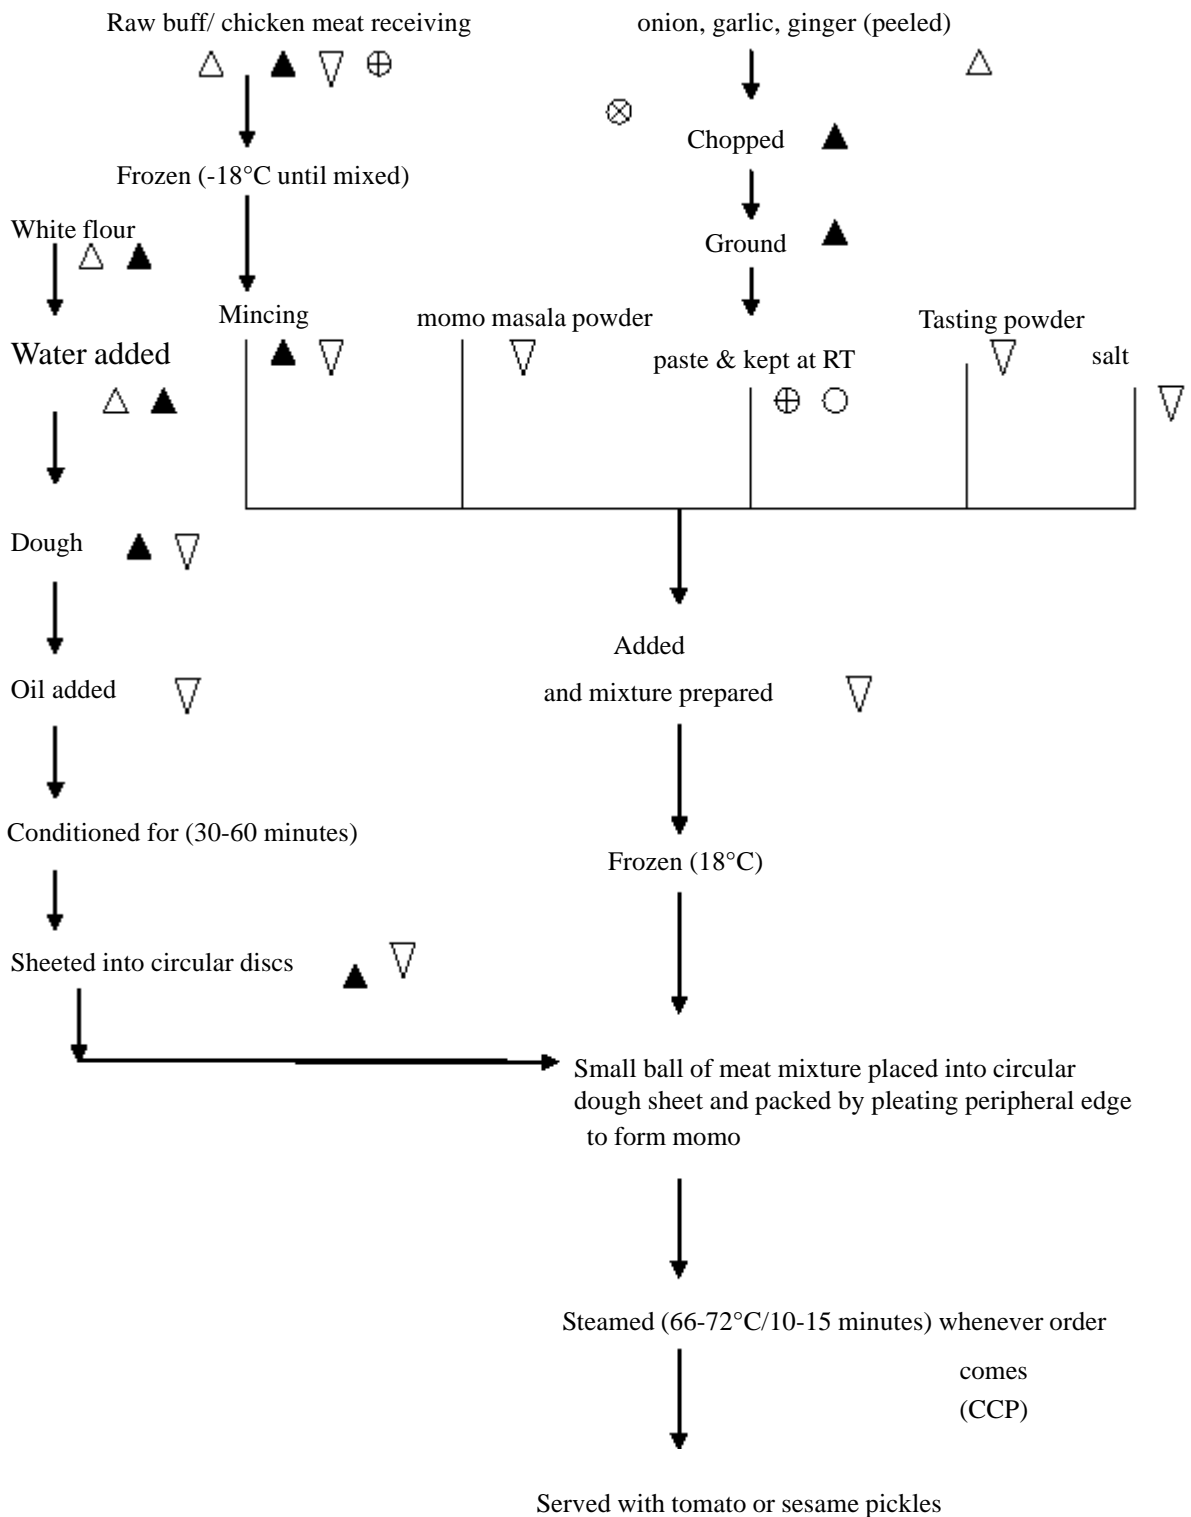 Raw buff/ chicken meat receiving
onion, garlic, ginger (peeled)
Chopped
Frozen (-18°C until mixed)
White flour
Ground
Mincing
momo masala powder
Tasting powder
Water added
paste & kept at RT
salt
Dough
Added
Oil added
and mixture prepared
Conditioned for (30-60 minutes)
Frozen (18°C)
Sheeted into circular discs
Small ball of meat mixture placed into circular
dough sheet and packed by pleating peripheral edge
to form momo
Steamed (66-72°C/10-15 minutes) whenever order
comes
(CCP)
Served with tomato or sesame pickles